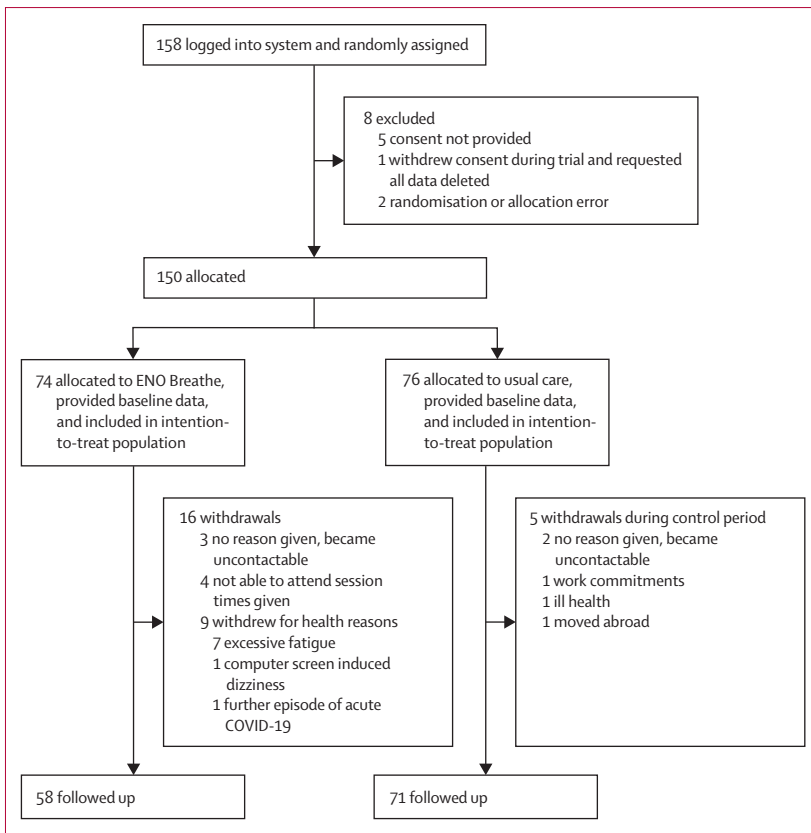 158 logged into system and randomly assigned
8 excluded
5 consent not provided
1 withdrew consent during trial and requested
all data deleted
2 randomisation or allocation error
150 allocated
74 allocated to ENO Breathe,
provided baseline data,
and included in intention-
to-treat population
76 allocated to usual care,
provided baseline data,
and included in intention-
to-treat population
16 withdrawals
3 no reason given, became
uncontactable
4 not able to attend session
times given
9 withdrew for health reasons
7 excessive fatigue
1 computer screen induced
dizziness
1 further episode of acute
COVID-19
5 withdrawals during control period
2 no reason given, became
uncontactable
1 work commitments
1 ill health
1 moved abroad
58 followed up
71 followed up